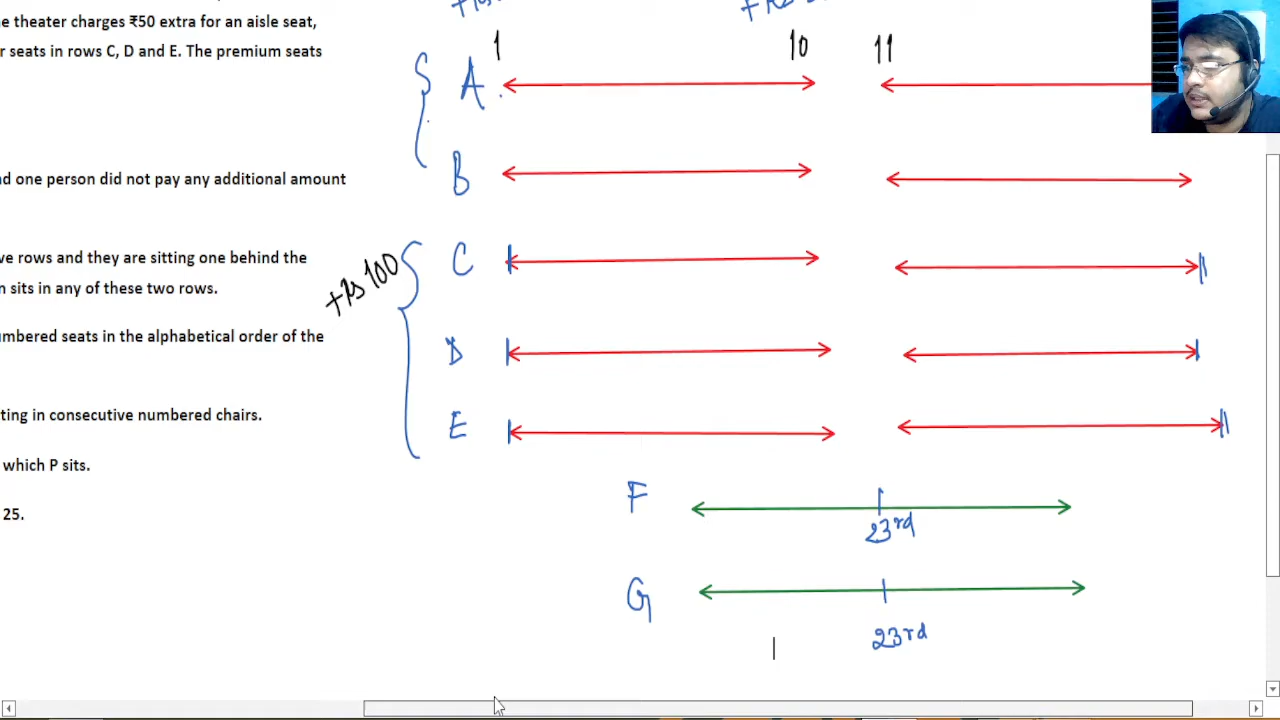 e theater charges ₹50 extra for an aisle seat,
r seats in rows C, D and E. The premium seats
1 10 11
A
B
nd one person did not pay any additional amount
ve rows and they are sitting one behind the
n sits in any of these two rows.
+Rs 100
C
umbered seats in the alphabetical order of the
D
E
tting in consecutive numbered chairs.
which P sits.
25.
F
23rd
G
23rd